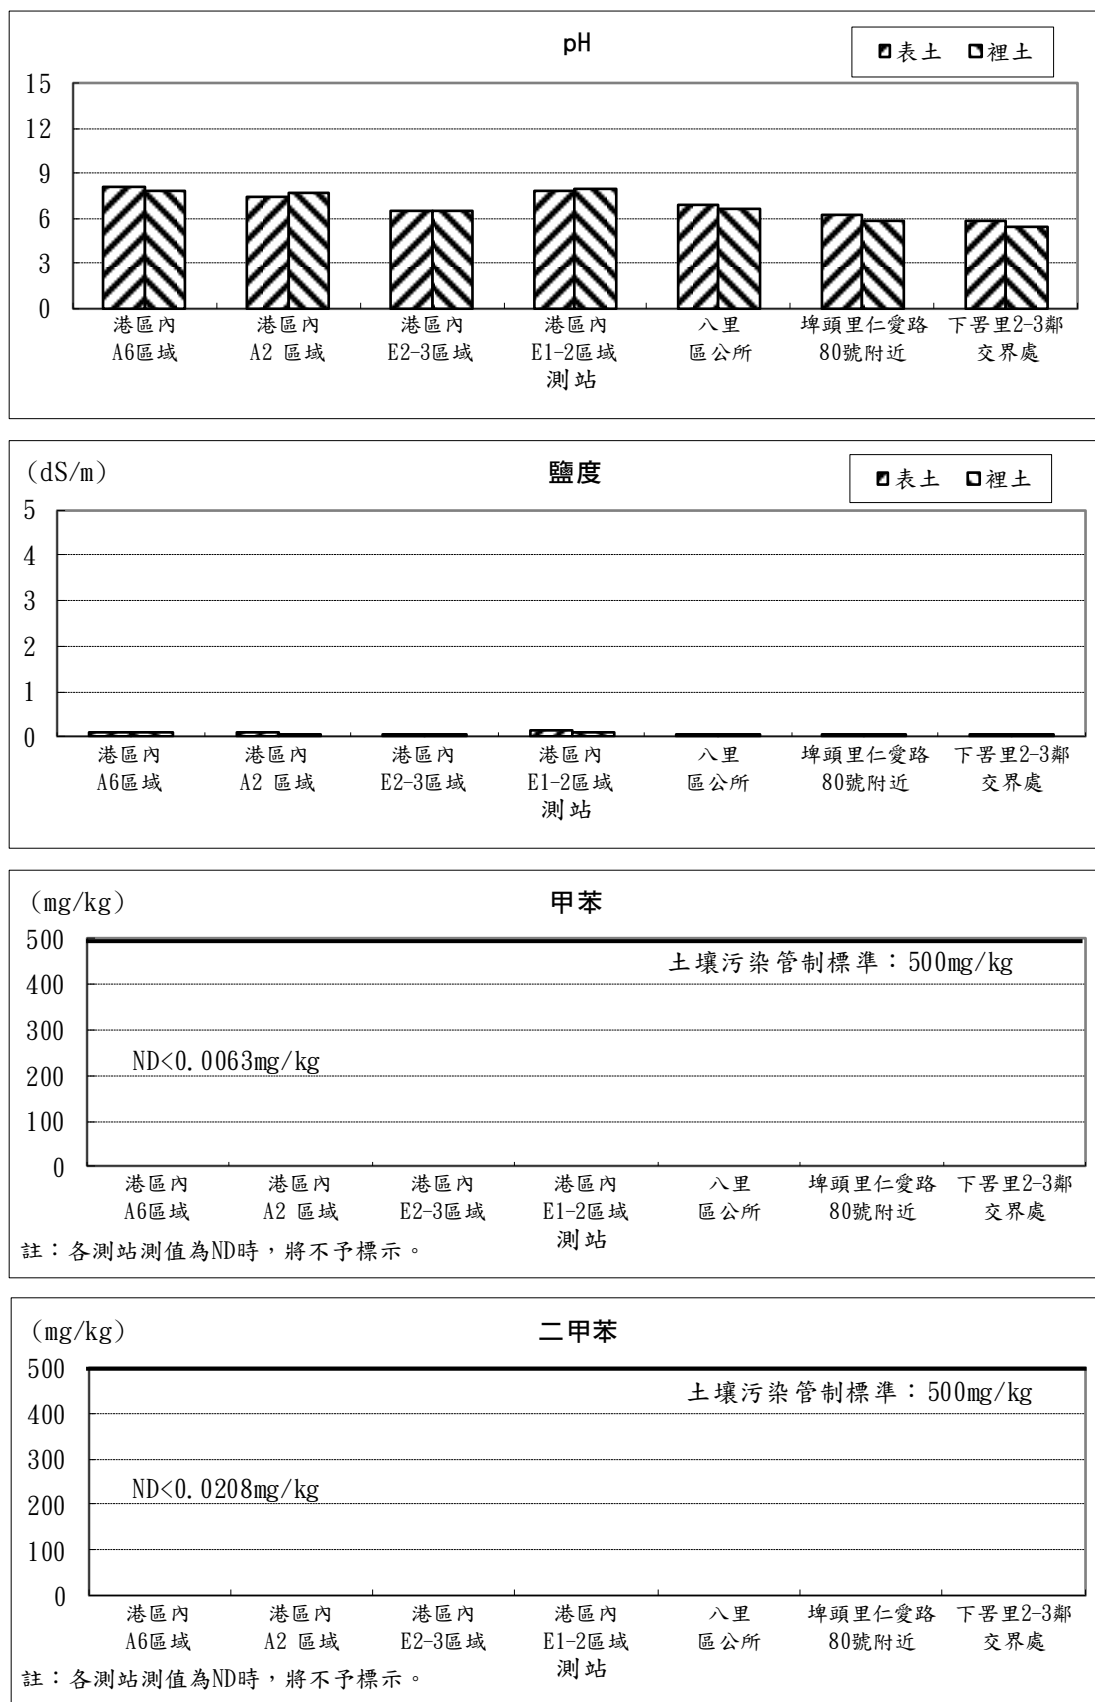 pH
表土 裡土
15
12
9
6
3
0
港區內 港區內 港區內 港區內 八里 埤頭里仁愛路 下罟里2-3鄰
A6區域 A2 區域 E2-3區域 E1-2區域 區公所 80號附近 交界處
測站
(dS/m) 鹽度
表土 裡土
5
4
3
2
1
0
港區內 港區內 港區內 港區內 八里 埤頭里仁愛路 下罟里2-3鄰
A6區域 A2 區域 E2-3區域 E1-2區域 區公所 80號附近 交界處
測站
(mg/kg) 甲苯
500
土壤污染管制標準：500mg/kg
400
300
ND<0.0063mg/kg
200
100
0
港區內 港區內 港區內 港區內 八里 埤頭里仁愛路 下罟里2-3鄰
A6區域 A2 區域 E2-3區域 E1-2區域 區公所 80號附近 交界處
測站
註：各測站測值為ND時，將不予標示。
(mg/kg) 二甲苯
500
土壤污染管制標準：500mg/kg
400
300
ND<0.0208mg/kg
200
100
0
港區內 港區內 港區內 港區內 八里 埤頭里仁愛路 下罟里2-3鄰
A6區域 A2 區域 E2-3區域 E1-2區域 區公所 80號附近 交界處
測站
註：各測站測值為ND時，將不予標示。